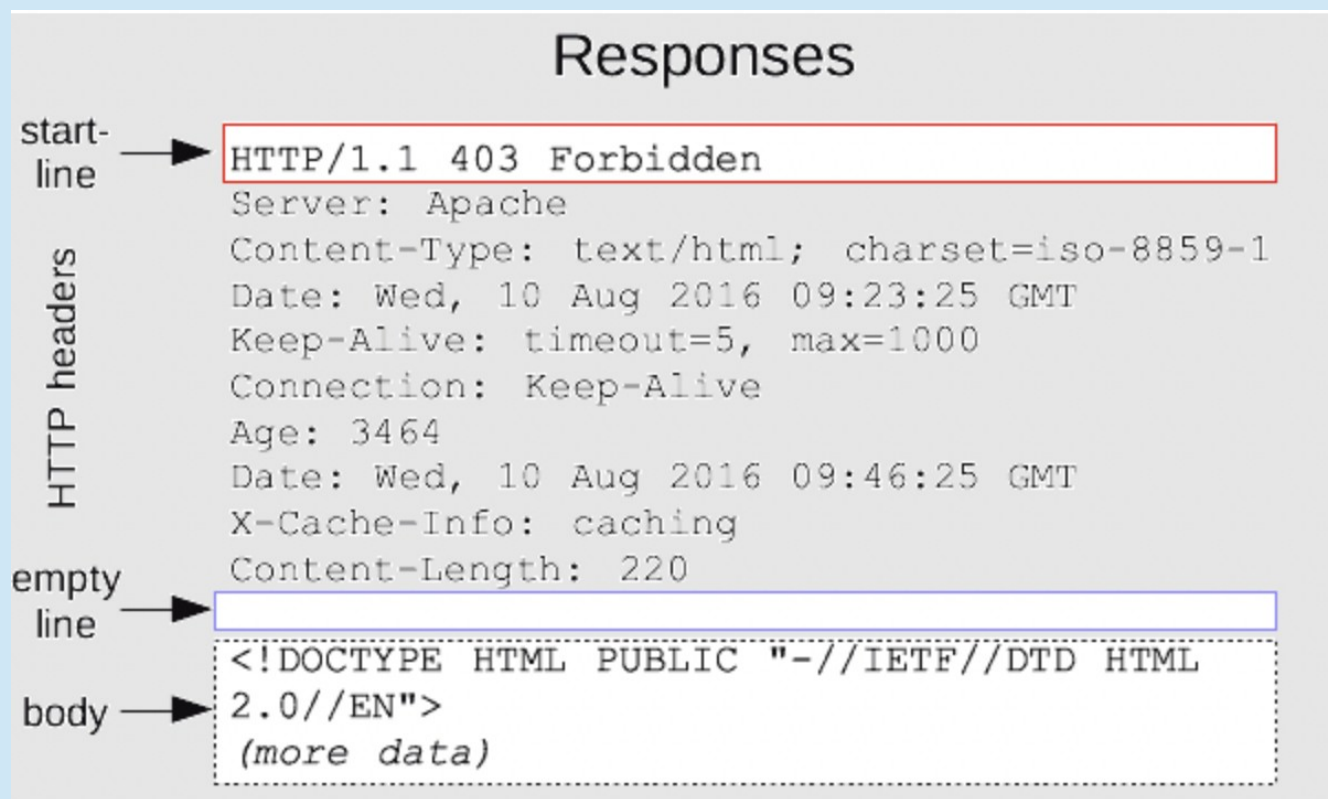 Responses
start-
line
HTTP/1.1 403 Forbidden
Server: Apache
Content-Type: text/html; charset=iso-8859-1
Date: Wed, 10 Aug 2016 09:23:25 GMT
Keep-Alive: timeout=5, max=1000
Connection: Keep-Alive
Age: 3464
Date: Wed, 10 Aug 2016 09:46:25 GMT
X-Cache-Info: caching
Content-Length: 220
HTTP headers
empty
line
body
<!DOCTYPE HTML PUBLIC "-//IETF//DTD HTML
2.0//EN">
(more data)